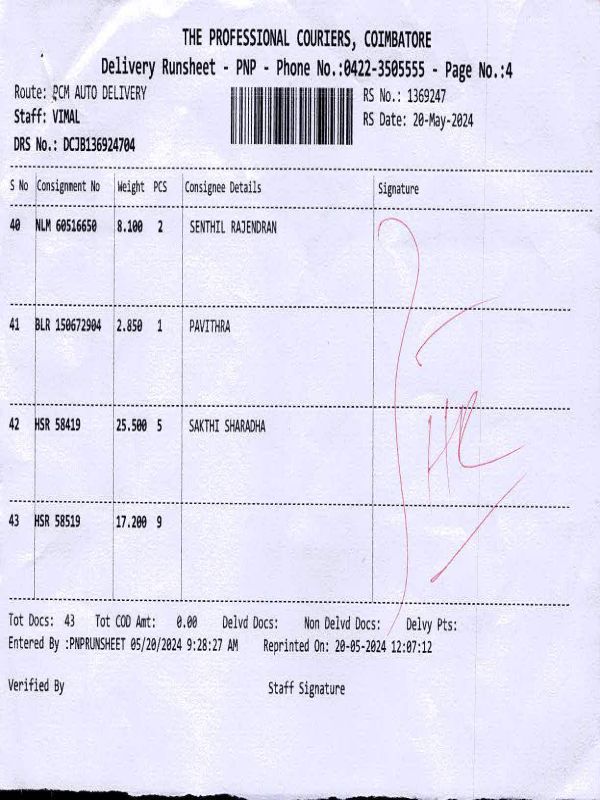 THE PROFESSIONAL COURIERS, COIMBATORE
Delivery Runsheet - PNP - Phone No.:0422-3505555 - Page No.:4
Route: PCM AUTO DELIVERY
RS No.: 1369247
Staff: VIMAL
RS Date: 20-May-2024
DRS No.: DCJB136924704
S No Consignment No Weight PCS Consignee Details Signature
40 NLM 60516650 8.100 2 SENTHIL RAJENDRAN
41 BLR 150672904 2.850 1 PAVITHRA
42 HSR 58419 25.500 5 SAKTHI SHARADHA
43 HSR 58519 17.200 9
Tot Docs: 43 Tot COD Amt: 0.00 Delvd Docs: Non Delvd Docs: Delvy Pts:
Entered By :PNPRUNSHEET 05/20/2024 9:28:27 AM Reprinted On: 20-05-2024 12:07:12
Verified By Staff Signature